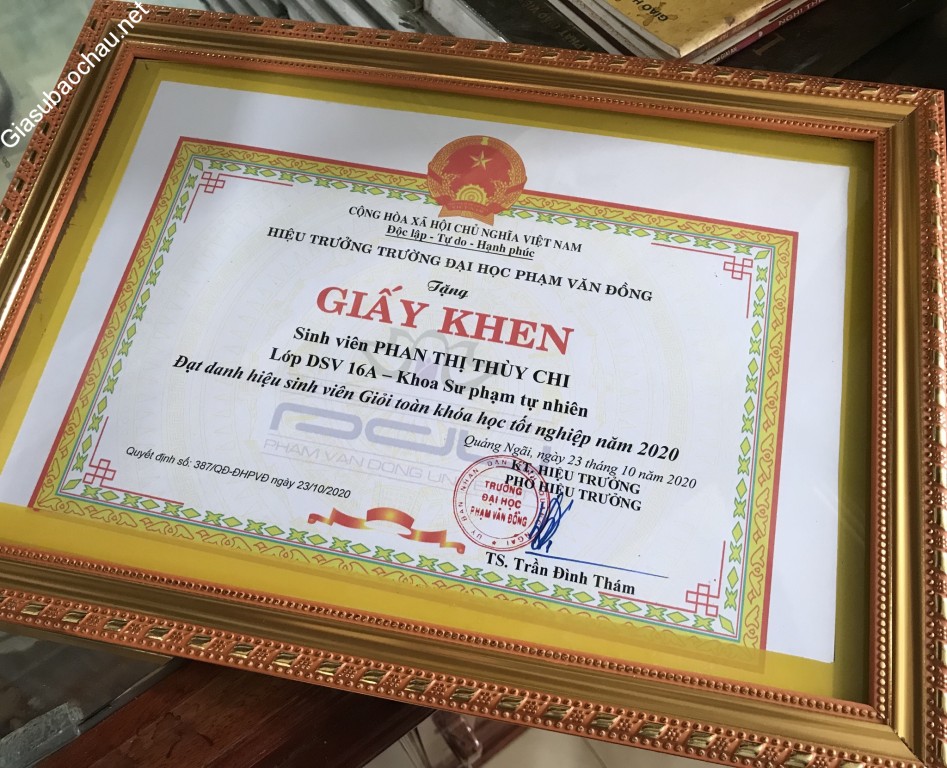 Giasubaochau.net
CỘNG HÒA XÃ HỘI CHỦ NGHĨA VIỆT NAM
Độc lập - Tự do - Hạnh phúc
HIỆU TRƯỞNG TRƯỜNG ĐẠI HỌC PHẠM VĂN ĐỒNG
Tặng
GIẤY KHEN
Sinh viên PHAN THỊ THÙY CHI
Lớp DSV 16A – Khoa Sư phạm tự nhiên
Đạt danh hiệu sinh viên Giỏi toàn khóa học tốt nghiệp năm 2020
PHAM VAN DONG
Quảng Ngãi, ngày 23 tháng 10 năm 2020
KT. HIỆU TRƯỞNG
PHÓ HIỆU TRƯỞNG
Quyết định số: 387/QĐ-ĐHPVĐ ngày 23/10/2020
TRƯỜNG
ĐẠI HỌC
PHẠM VĂN ĐỒNG
TS. Trần Đình Thám